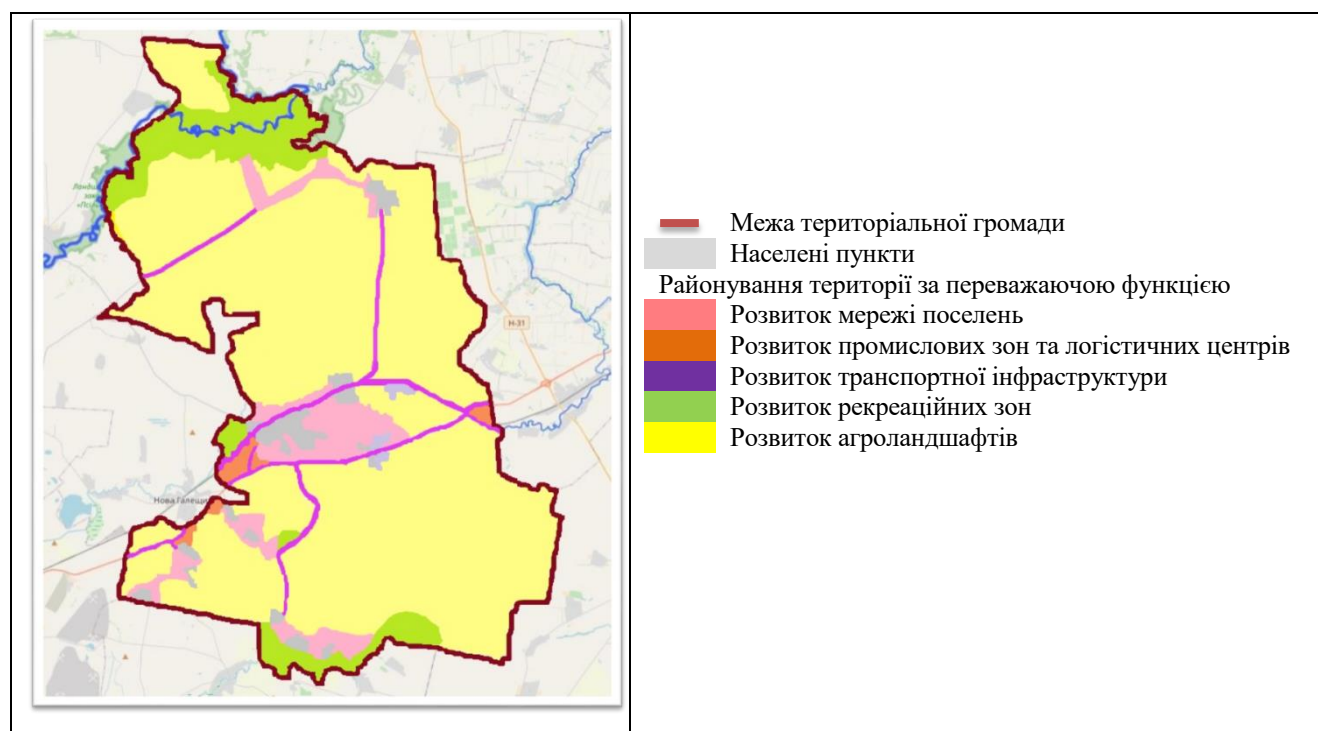 Н-31
Нова Галещин
Межа територіальної громади
Населені пункти
Районування території за переважаючою функцією
Розвиток мережі поселень
Розвиток промислових зон та логістичних центрів
Розвиток транспортної інфраструктури
Розвиток рекреаційних зон
Розвиток агроландшафтів